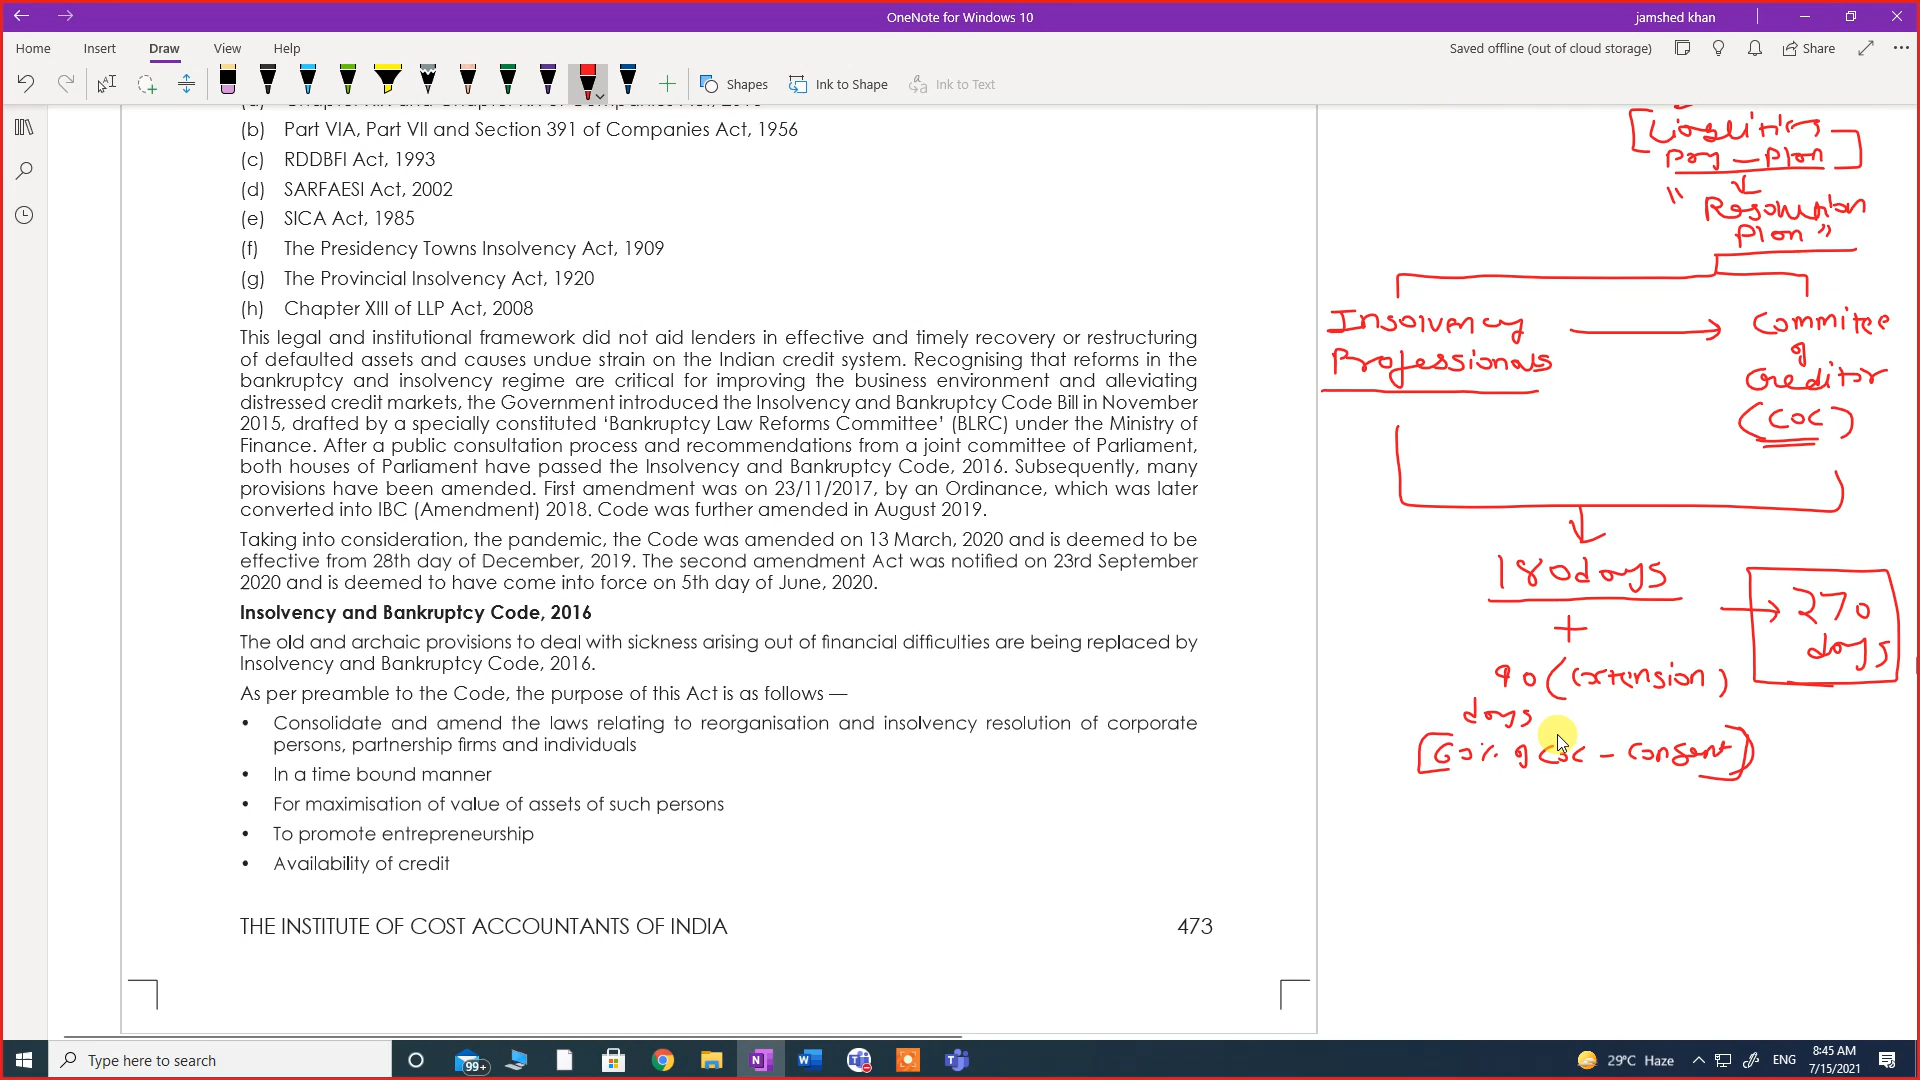 OneNote for Windows 10
jamshed khan
Home Insert Draw View Help
Saved offline (out of cloud storage)
Share
Shapes
Ink to Shape
Ink to Text
(b) Part VIA, Part VII and Section 391 of Companies Act, 1956
(c) RDDBFI Act, 1993
(d) SARFAESI Act, 2002
(e) SICA Act, 1985
(f) The Presidency Towns Insolvency Act, 1909
(g) The Provincial Insolvency Act, 1920
(h) Chapter XIII of LLP Act, 2008
This legal and institutional framework did not aid lenders in effective and timely recovery or restructuring
of defaulted assets and causes undue strain on the Indian credit system. Recognising that reforms in the
bankruptcy and insolvency regime are critical for improving the business environment and alleviating
distressed credit markets, the Government introduced the Insolvency and Bankruptcy Code Bill in November
2015, drafted by a specially constituted ‘Bankruptcy Law Reforms Committee’ (BLRC) under the Ministry of
Finance. After a public consultation process and recommendations from a joint committee of Parliament,
both houses of Parliament have passed the Insolvency and Bankruptcy Code, 2016. Subsequently, many
provisions have been amended. First amendment was on 23/11/2017, by an Ordinance, which was later
converted into IBC (Amendment) 2018. Code was further amended in August 2019.
Taking into consideration, the pandemic, the Code was amended on 13 March, 2020 and is deemed to be
effective from 28th day of December, 2019. The second amendment Act was notified on 23rd September
2020 and is deemed to have come into force on 5th day of June, 2020.
Insolvency and Bankruptcy Code, 2016
The old and archaic provisions to deal with sickness arising out of financial difficulties are being replaced by
Insolvency and Bankruptcy Code, 2016.
As per preamble to the Code, the purpose of this Act is as follows —
• Consolidate and amend the laws relating to reorganisation and insolvency resolution of corporate
persons, partnership firms and individuals
• In a time bound manner
• For maximisation of value of assets of such persons
• To promote entrepreneurship
• Availability of credit
THE INSTITUTE OF COST ACCOUNTANTS OF INDIA 473
Pay - Plan
" Resolution
Plan "
Insolvency
Professionals
Commitee
of
Creditor
(COC)
180 days
+
90 (extension)
days
[60% of COC - Consent]
270
days
Type here to search
99+
29°C Haze
ENG
8:45 AM
7/15/2021